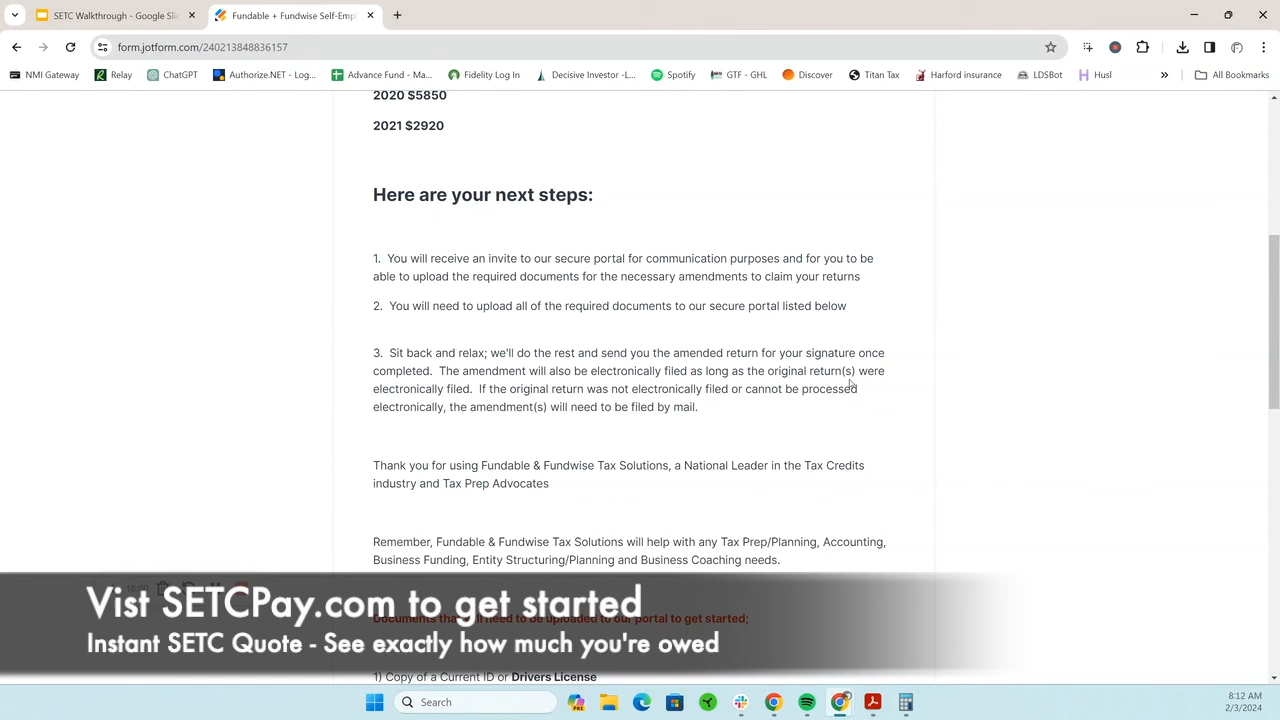 SETC Walkthrough - Google Sli
Fundable + Fundwise Self-Emp
form.jotform.com/240213848836157
NMI Gateway
Relay
ChatGPT
Authorize.NET - Log...
Advance Fund - Ma...
Fidelity Log In
Decisive Investor -L...
Spotify
GTF - GHL
Discover
Titan Tax
Harford insurance
LDSBot
Husl
»
All Bookmarks
2020 $5850
2021 $2920
Here are your next steps:
1. You will receive an invite to our secure portal for communication purposes and for you to be
able to upload the required documents for the necessary amendments to claim your returns
2. You will need to upload all of the required documents to our secure portal listed below
3. Sit back and relax; we'll do the rest and send you the amended return for your signature once
completed. The amendment will also be electronically filed as long as the original return(s) were
electronically filed. If the original return was not electronically filed or cannot be processed
electronically, the amendment(s) will need to be filed by mail.
Thank you for using Fundable & Fundwise Tax Solutions, a National Leader in the Tax Credits
industry and Tax Prep Advocates
Remember, Fundable & Fundwise Tax Solutions will help with any Tax Prep/Planning, Accounting,
Business Funding, Entity Structuring/Planning and Business Coaching needs.
Vist SETCPay.com to get started
need to be uploaded to our portal to get started;
Instant SETC Quote - See exactly how much you're owed
1) Copy of a Current ID or Drivers License
Search
8:12 AM
2/3/2024